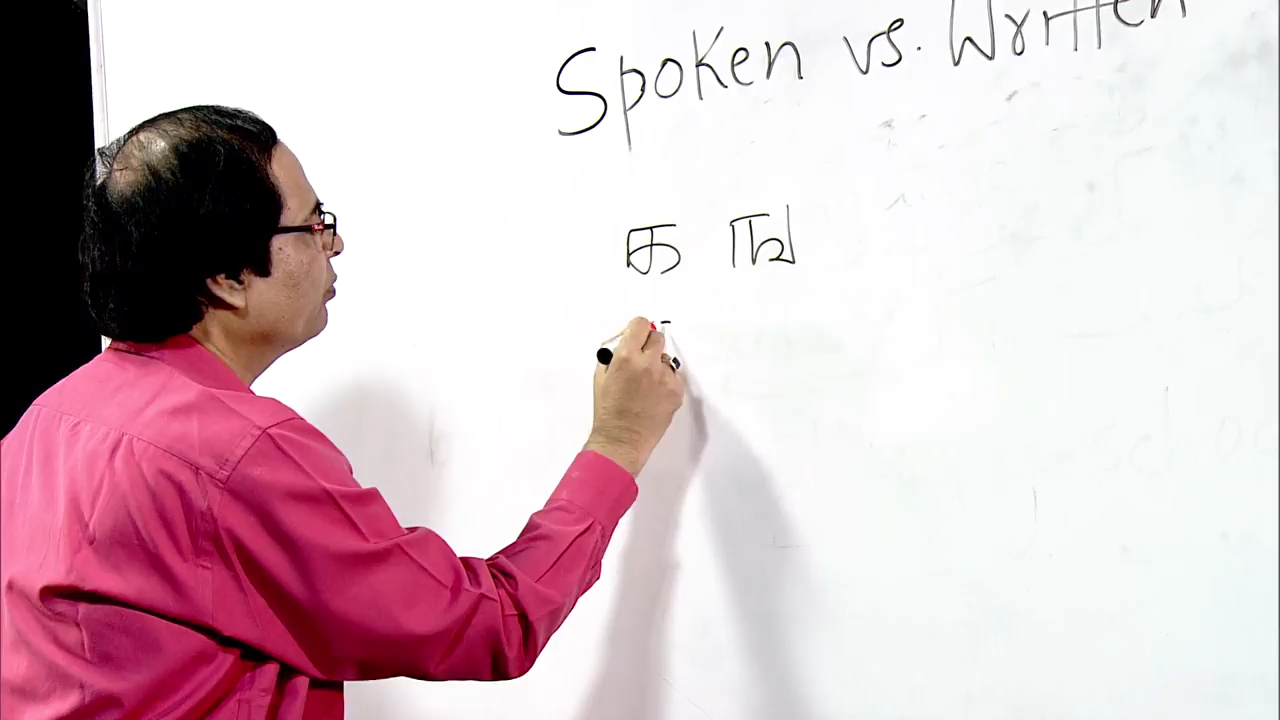 Spoken vs. Written
க ங